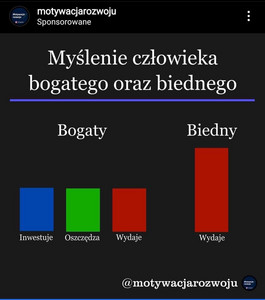 motywacjarozwoju
Sponsorowane
Myślenie człowieka
bogatego oraz biednego
Bogaty
Biedny
Inwestuje
Oszczędza
Wydaje
Wydaje
@motywacjarozwoju